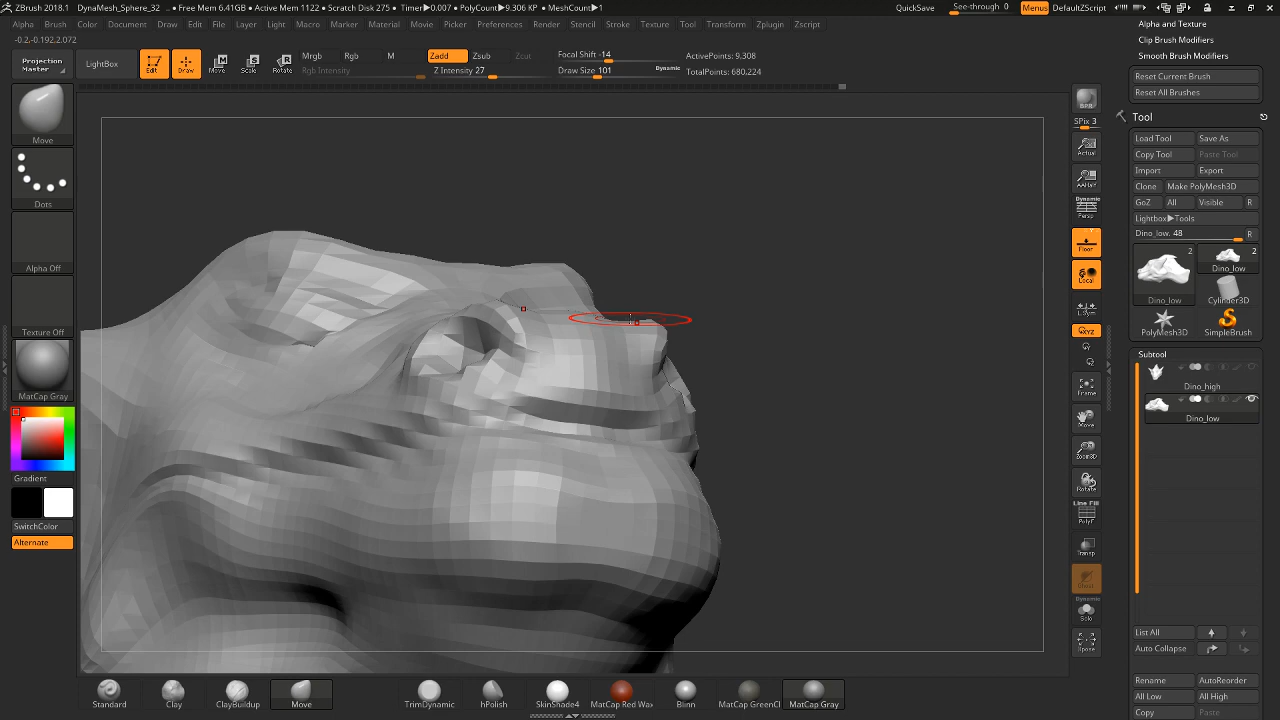 ZBrush 2018.1 DynaMesh_Sphere_32 .. • Free Mem 6.41GB • Active Mem 1122 • Scratch Disk 275 • Timer▶0.007 • PolyCount▶9.306 KP • MeshCount▶1 QuickSave See-through 0 Menus DefaultZScript
Alpha Brush Color Document Draw Edit File Layer Light Macro Marker Material Movie Picker Preferences Render Stencil Stroke Texture Tool Transform Zplugin Zscript
-0.2,-0.192,2.072
Projection Master
LightBox
Edit
Draw
Move
Scale
Rotate
Mrgb Rgb M
Rgb Intensity
Zadd Zsub Zcut
Z Intensity 27
Focal Shift -14
Draw Size 101
Dynamic
ActivePoints: 9,308
TotalPoints: 680,224
Move
Dots
Alpha Off
Texture Off
MatCap Gray
Gradient
SwitchColor
Alternate
BPR
SPix 3
Actual
AAHalf
Dynamic
Persp
Floor
Local
L.Sym
Frame
Move
Zoom3D
Rotate
Line Fill
PolyF
Transp
Ghost
Dynamic
Solo
Xpose
Alpha and Texture
Clip Brush Modifiers
Smooth Brush Modifiers
Reset Current Brush
Reset All Brushes
Tool
Load Tool Save As
Copy Tool Paste Tool
Import Export
Clone Make PolyMesh3D
GoZ All Visible R
Lightbox▶Tools
Dino_low. 48 R
2 2
Dino_low
Dino_low
Cylinder3D
PolyMesh3D SimpleBrush
Subtool
Dino_high
Dino_low
List All
Auto Collapse
Rename AutoReorder
All Low All High
Copy Paste
Standard Clay ClayBuildup Move TrimDynamic hPolish SkinShade4 MatCap Red Wax Blinn MatCap GreenCl MatCap Gray